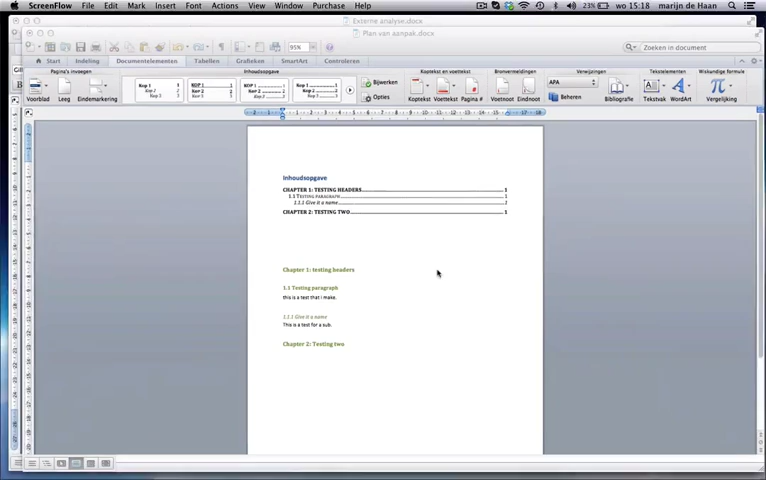 ScreenFlow File Edit Mark Insert Font Actions View Window Purchase Help 23% wo 15:18 marijn de Haan
Externe analyse.docx
Plan van aanpak.docx
95% Zoeken in document
Start Indeling Documentelementen Tabellen Grafieken SmartArt Controleren
Pagina's invoegen Inhoudsopgave Koptekst en voettekst Bronvermeldingen Verwijzingen Tekstelementen Wiskundige formule
Bijwerken APA
Opties Beheren
Voorblad Leeg Eindmarkering Koptekst Voettekst Pagina # Voetnoot Eindnoot Bibliografie Tekstvak WordArt Vergelijking
Inhoudsopgave
CHAPTER 1: TESTING HEADERS 1
1.1 TESTING PARAGRAPH 1
1.1.1 Give it a name 1
CHAPTER 2: TESTING TWO 1
Chapter 1: testing headers
1.1 Testing paragraph
this is a test that i make.
1.1.1 Give it a name
This is a test for a sub.
Chapter 2: Testing two